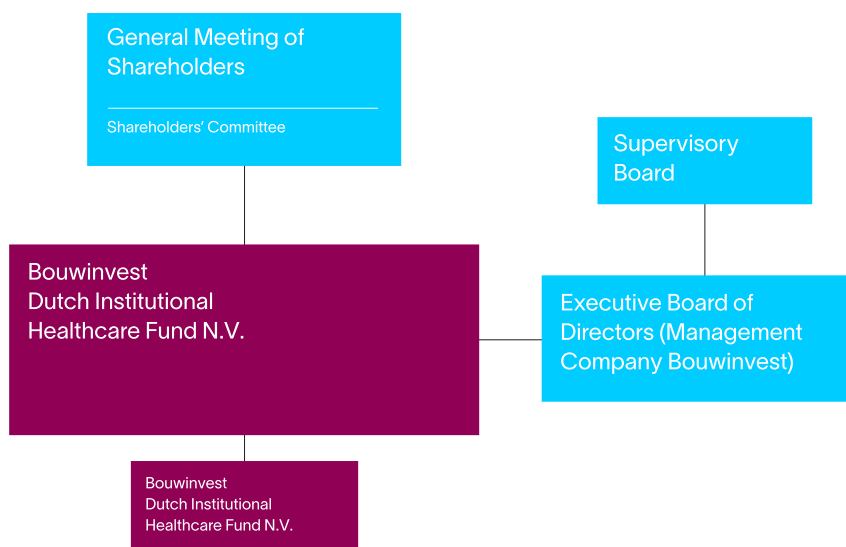 General Meeting of
Shareholders
Shareholders' Committee
Supervisory
Board
Bouwinvest
Dutch Institutional
Healthcare Fund N.V.
Executive Board of
Directors (Management
Company Bouwinvest)
Bouwinvest
Dutch Institutional
Healthcare Fund N.V.